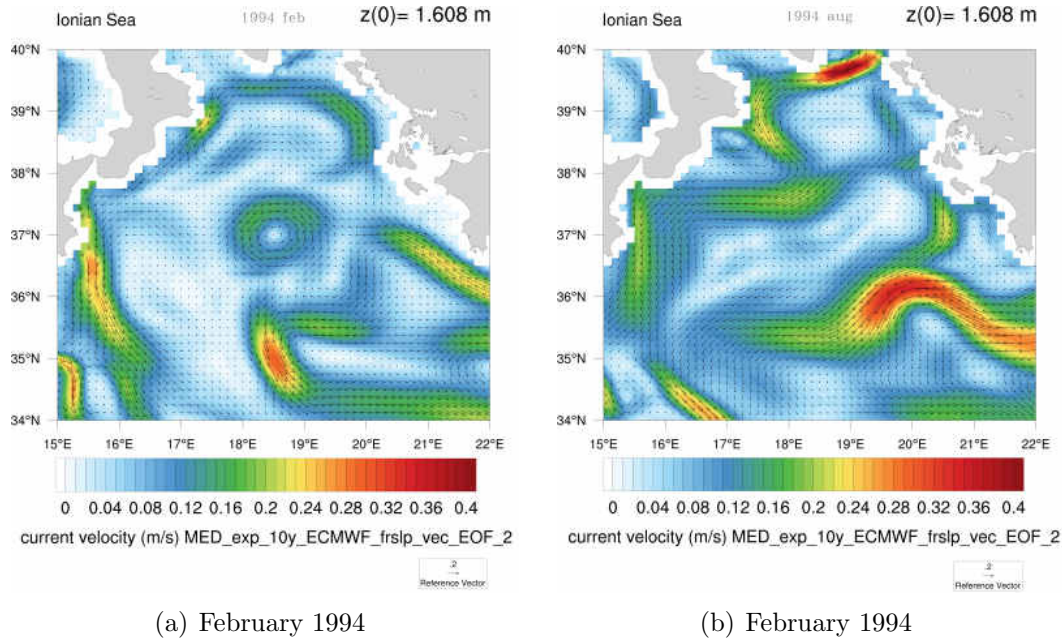 Ionian Sea 1994 feb z(0)= 1.608 m
40°N
39°N
38°N
37°N
36°N
35°N
34°N
15°E 16°E 17°E 18°E 19°E 20°E 21°E 22°E
0 0.04 0.08 0.12 0.16 0.2 0.24 0.28 0.32 0.36 0.4
current velocity (m/s) MED_exp_10y_ECMWF_frslp_vec_EOF_2
.2
Reference Vector
(a) February 1994
Ionian Sea 1994 aug z(0)= 1.608 m
40°N
39°N
38°N
37°N
36°N
35°N
34°N
15°E 16°E 17°E 18°E 19°E 20°E 21°E 22°E
0 0.04 0.08 0.12 0.16 0.2 0.24 0.28 0.32 0.36 0.4
current velocity (m/s) MED_exp_10y_ECMWF_frslp_vec_EOF_2
.2
Reference Vector
(b) February 1994